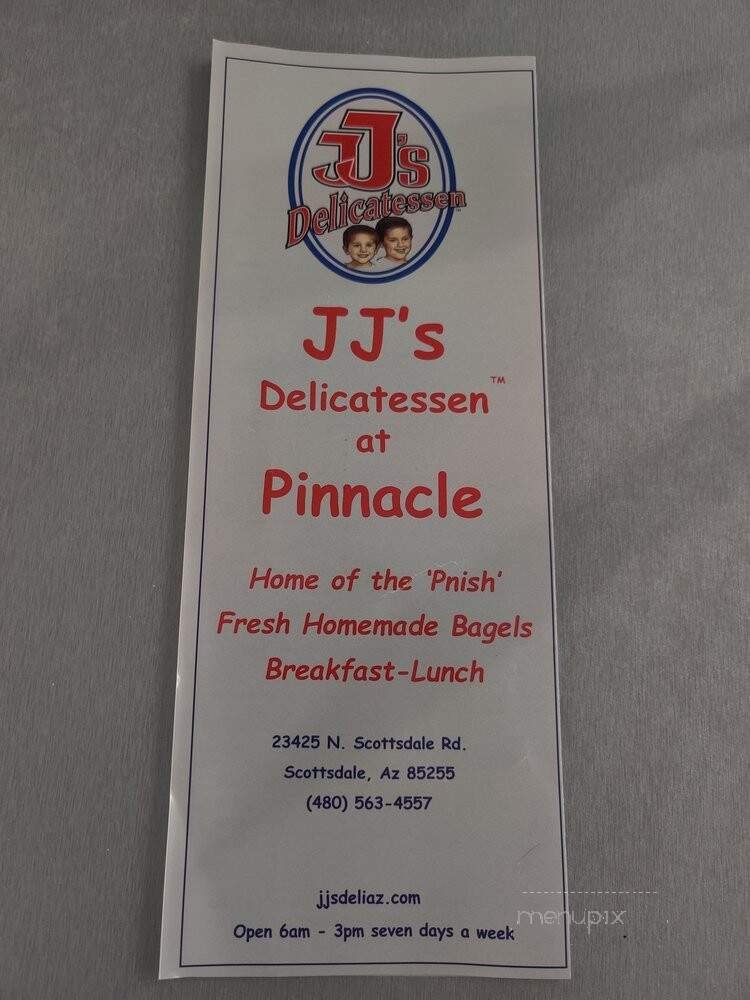 JJ's
Delicatessen™
JJ's
Delicatessen™
at
Pinnacle
Home of the 'Pnish'
Fresh Homemade Bagels
Breakfast-Lunch
23425 N. Scottsdale Rd.
Scottsdale, Az 85255
(480) 563-4557
jjsdeliaz.com
Open 6am - 3pm seven days a week
menupix